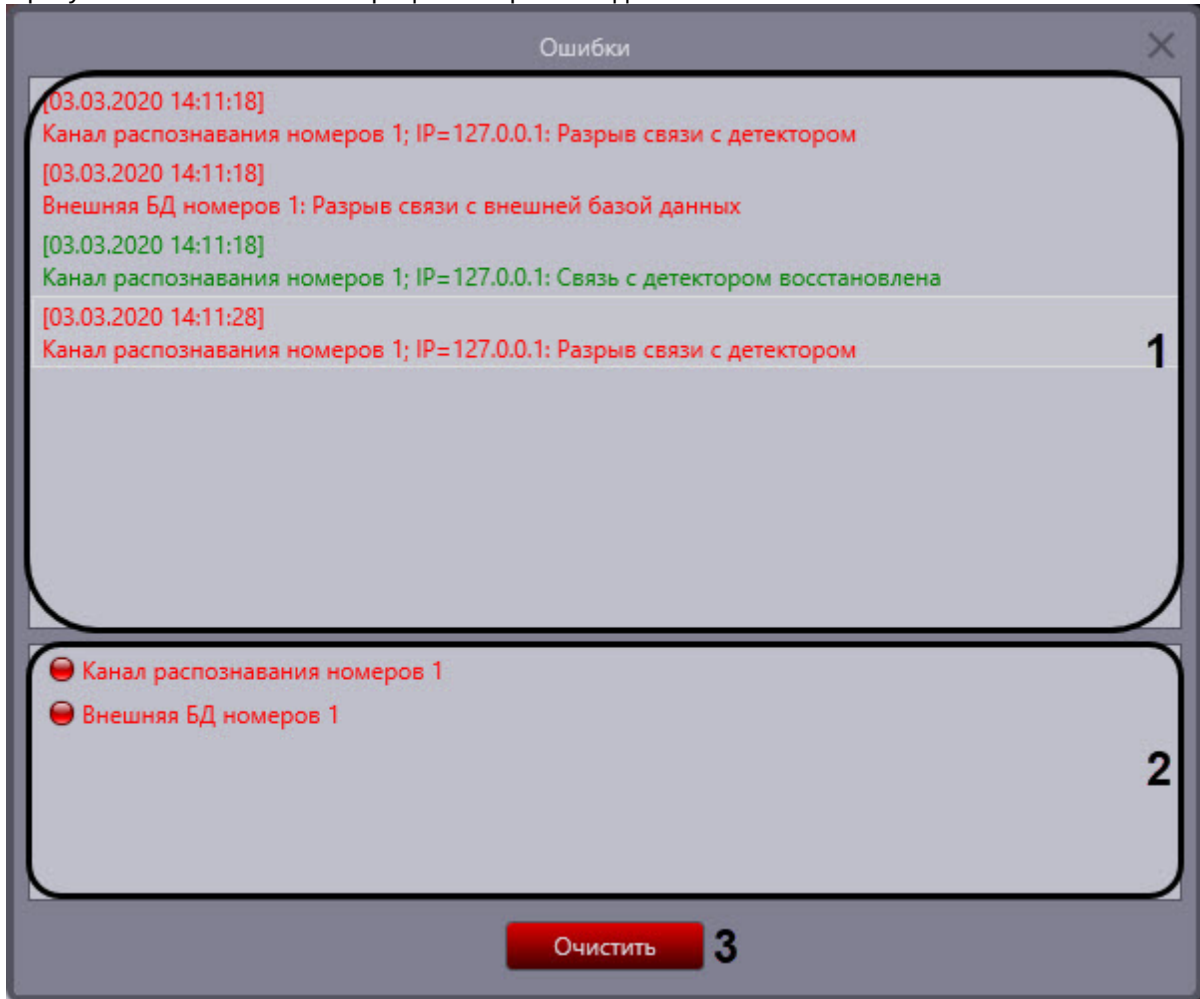 Ошибки
[03.03.2020 14:11:18]
Канал распознавания номеров 1; IP=127.0.0.1: Разрыв связи с детектором
[03.03.2020 14:11:18]
Внешняя БД номеров 1: Разрыв связи с внешней базой данных
[03.03.2020 14:11:18]
Канал распознавания номеров 1; IP=127.0.0.1: Связь с детектором восстановлена
[03.03.2020 14:11:28]
Канал распознавания номеров 1; IP=127.0.0.1: Разрыв связи с детектором
1
Канал распознавания номеров 1
Внешняя БД номеров 1
2
Очистить 3